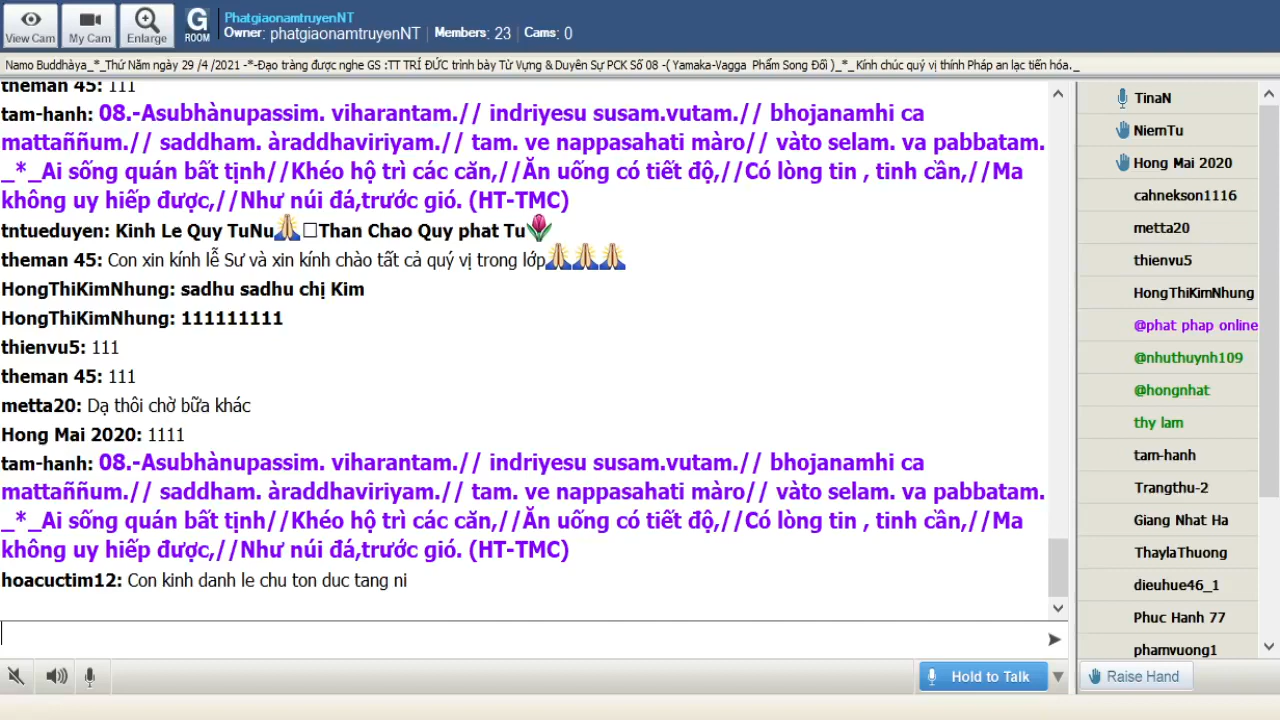 View Cam
My Cam
Enlarge
G
ROOM
PhatgiaonamtruyenNT
Owner: phatgiaonamtruyenNT | Members: 23 | Cams: 0
Namo Buddhàya_*_Thứ Năm ngày 29 /4 /2021 -*-Đạo tràng được nghe GS :TT TRÍ ĐỨC trình bày Từ Vựng & Duyên Sự PCK Số 08 -( Yamaka-Vagga Phẩm Song Đối )_*_ Kính chúc quý vị thính Pháp an lạc tiến hóa._
theman 45: 111
tam-hanh: 08.-Asubhànupassim. viharantam.// indriyesu susam.vutam.// bhojanamhi ca
mattaññum.// saddham. àraddhaviriyam.// tam. ve nappasahati màro// vàto selam. va pabbatam.
_*_Ai sống quán bất tịnh//Khéo hộ trì các căn,//Ăn uống có tiết độ,//Có lòng tin , tinh cần,//Ma
không uy hiếp được,//Như núi đá,trước gió. (HT-TMC)
tntueduyen: Kinh Le Quy TuNu🙏□Than Chao Quy phat Tu🌷
theman 45: Con xin kính lễ Sư và xin kính chào tất cả quý vị trong lớp🙏🙏🙏
HongThiKimNhung: sadhu sadhu chị Kim
HongThiKimNhung: 111111111
thienvu5: 111
theman 45: 111
metta20: Dạ thôi chờ bữa khác
Hong Mai 2020: 1111
tam-hanh: 08.-Asubhànupassim. viharantam.// indriyesu susam.vutam.// bhojanamhi ca
mattaññum.// saddham. àraddhaviriyam.// tam. ve nappasahati màro// vàto selam. va pabbatam.
_*_Ai sống quán bất tịnh//Khéo hộ trì các căn,//Ăn uống có tiết độ,//Có lòng tin , tinh cần,//Ma
không uy hiếp được,//Như núi đá,trước gió. (HT-TMC)
hoacuctim12: Con kinh danh le chu ton duc tang ni
Hold to Talk
TinaN
NiemTu
Hong Mai 2020
cahnekson1116
metta20
thienvu5
HongThiKimNhung
@phat phap online
@nhuthuynh109
@hongnhat
thy lam
tam-hanh
Trangthu-2
Giang Nhat Ha
ThaylaThuong
dieuhue46_1
Phuc Hanh 77
phamvuong1
Raise Hand